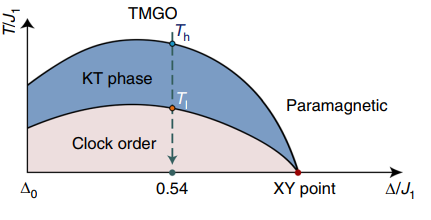 TMGO
T/J₁
Tₕ
KT phase
Tₗ
Paramagnetic
Clock order
Δ₀
0.54
XY point
Δ/J₁